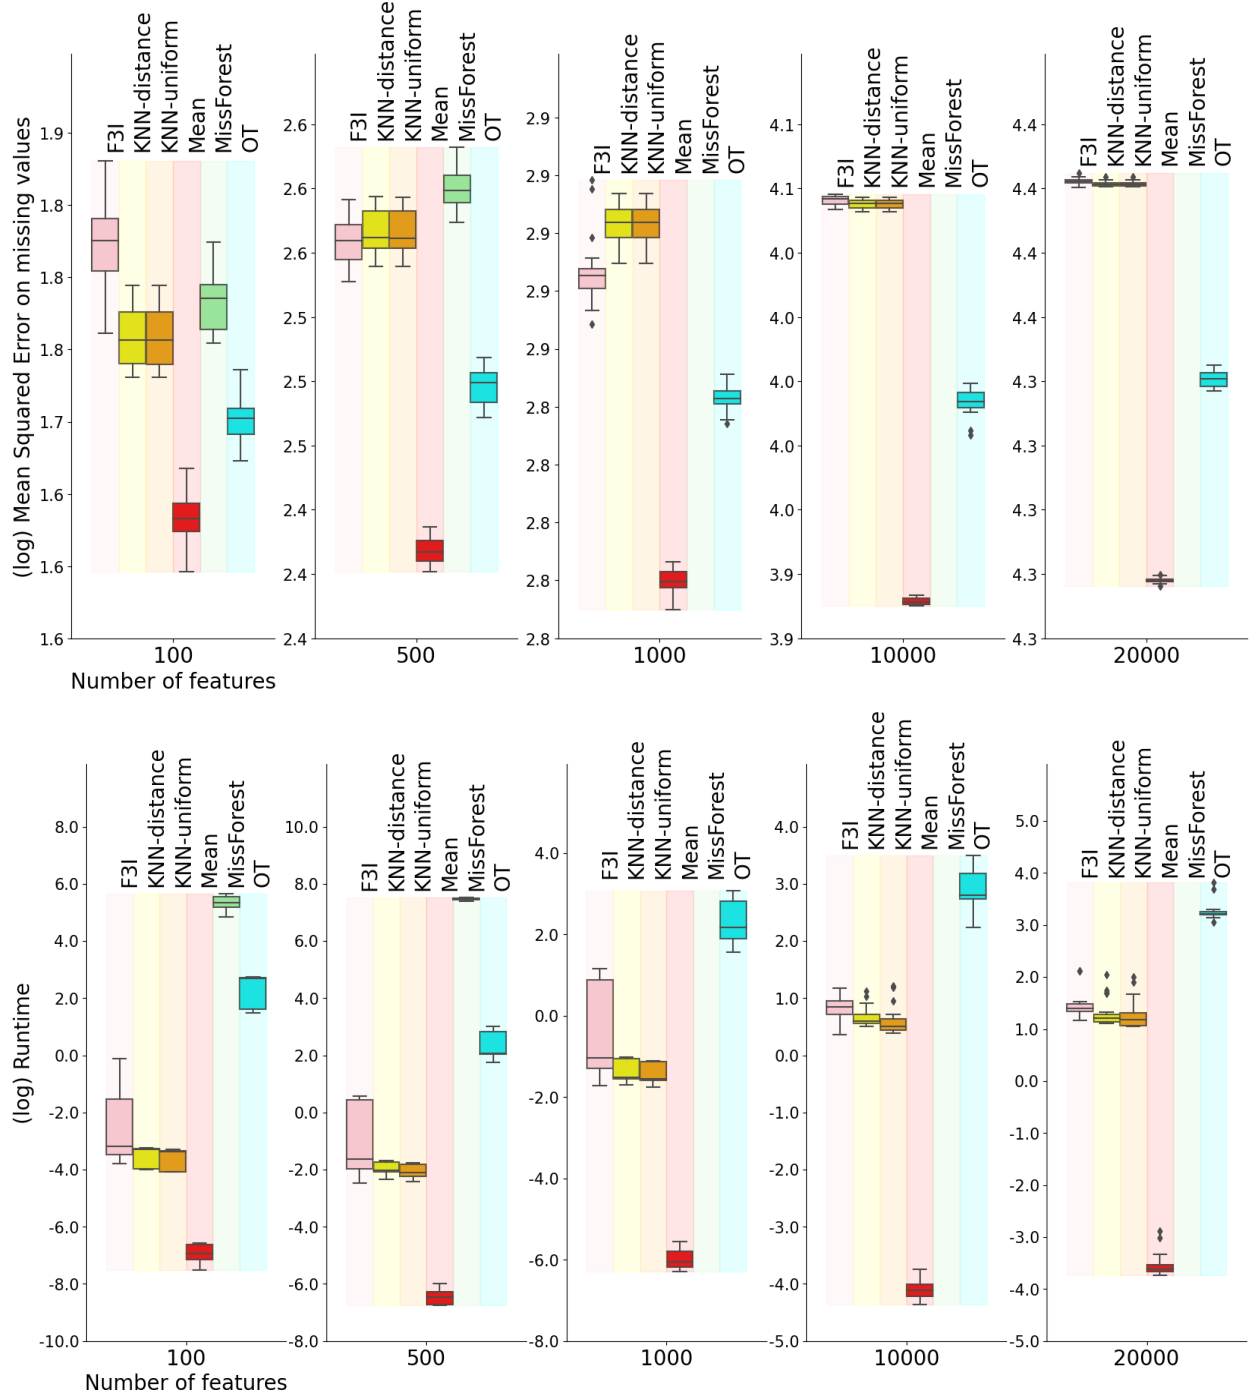 (log) Mean Squared Error on missing values
F3I
KNN-distance
KNN-uniform
Mean
MissForest
OT
1.9
1.8
1.8
1.8
1.7
1.6
1.6
1.6
100
Number of features
F3I
KNN-distance
KNN-uniform
Mean
MissForest
OT
2.6
2.6
2.6
2.5
2.5
2.5
2.4
2.4
2.4
500
F3I
KNN-distance
KNN-uniform
Mean
MissForest
OT
2.9
2.9
2.9
2.9
2.9
2.8
2.8
2.8
2.8
2.8
1000
F3I
KNN-distance
KNN-uniform
Mean
MissForest
OT
4.1
4.1
4.0
4.0
4.0
4.0
4.0
3.9
3.9
10000
F3I
KNN-distance
KNN-uniform
Mean
MissForest
OT
4.4
4.4
4.4
4.4
4.3
4.3
4.3
4.3
4.3
20000
(log) Runtime
F3I
KNN-distance
KNN-uniform
Mean
MissForest
OT
8.0
6.0
4.0
2.0
0.0
-2.0
-4.0
-6.0
-8.0
-10.0
100
Number of features
F3I
KNN-distance
KNN-uniform
Mean
MissForest
OT
10.0
8.0
6.0
4.0
2.0
0.0
-2.0
-4.0
-6.0
-8.0
500
F3I
KNN-distance
KNN-uniform
Mean
MissForest
OT
4.0
2.0
0.0
-2.0
-4.0
-6.0
-8.0
1000
F3I
KNN-distance
KNN-uniform
Mean
MissForest
OT
4.0
3.0
2.0
1.0
0.0
-1.0
-2.0
-3.0
-4.0
-5.0
10000
F3I
KNN-distance
KNN-uniform
Mean
MissForest
OT
5.0
4.0
3.0
2.0
1.0
0.0
-1.0
-2.0
-3.0
-4.0
-5.0
20000